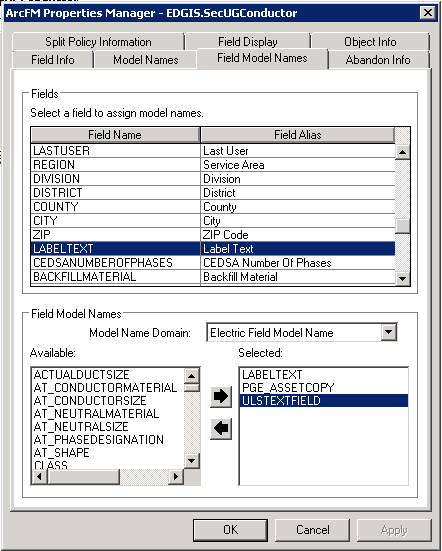 ArcFM Properties Manager - EDGIS.SecUGConductor
Split Policy Information Field Display Object Info
Field Info Model Names Field Model Names Abandon Info
Fields
Select a field to assign model names.
Field Name Field Alias
LASTUSER Last User
REGION Service Area
DIVISION Division
DISTRICT District
COUNTY County
CITY City
ZIP ZIP Code
LABELTEXT Label Text
CEDSANUMBEROFPHASES CEDSA Number Of Phases
BACKFILLMATERIAL Backfill Material
Field Model Names
Model Name Domain: Electric Field Model Name
Available: Selected:
ACTUALDUCTSIZE LABELTEXT
AT_CONDUCTORMATERIAL PGE_ASSETCOPY
AT_CONDUCTORSIZE ULSTEXTFIELD
AT_NEUTRALMATERIAL
AT_NEUTRALSIZE
AT_PHASEDESIGNATION
AT_SHAPE
CLASS
OK Cancel Apply